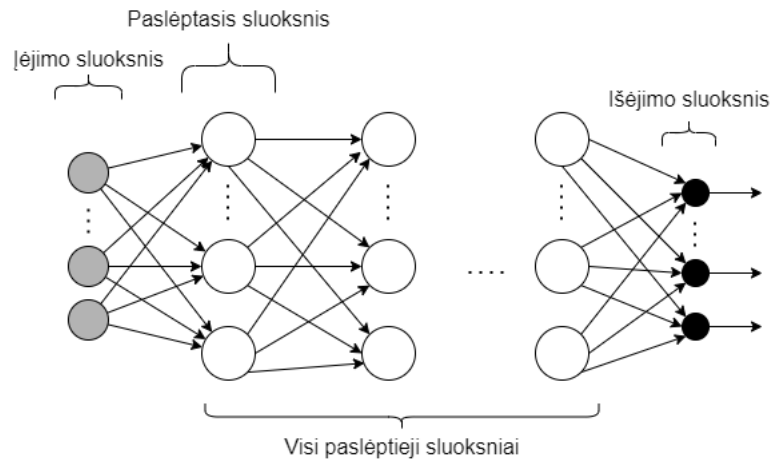 Paslėptasis sluoksnis
Įėjimo sluoksnis
Išėjimo sluoksnis
Visi paslėptieji sluoksniai